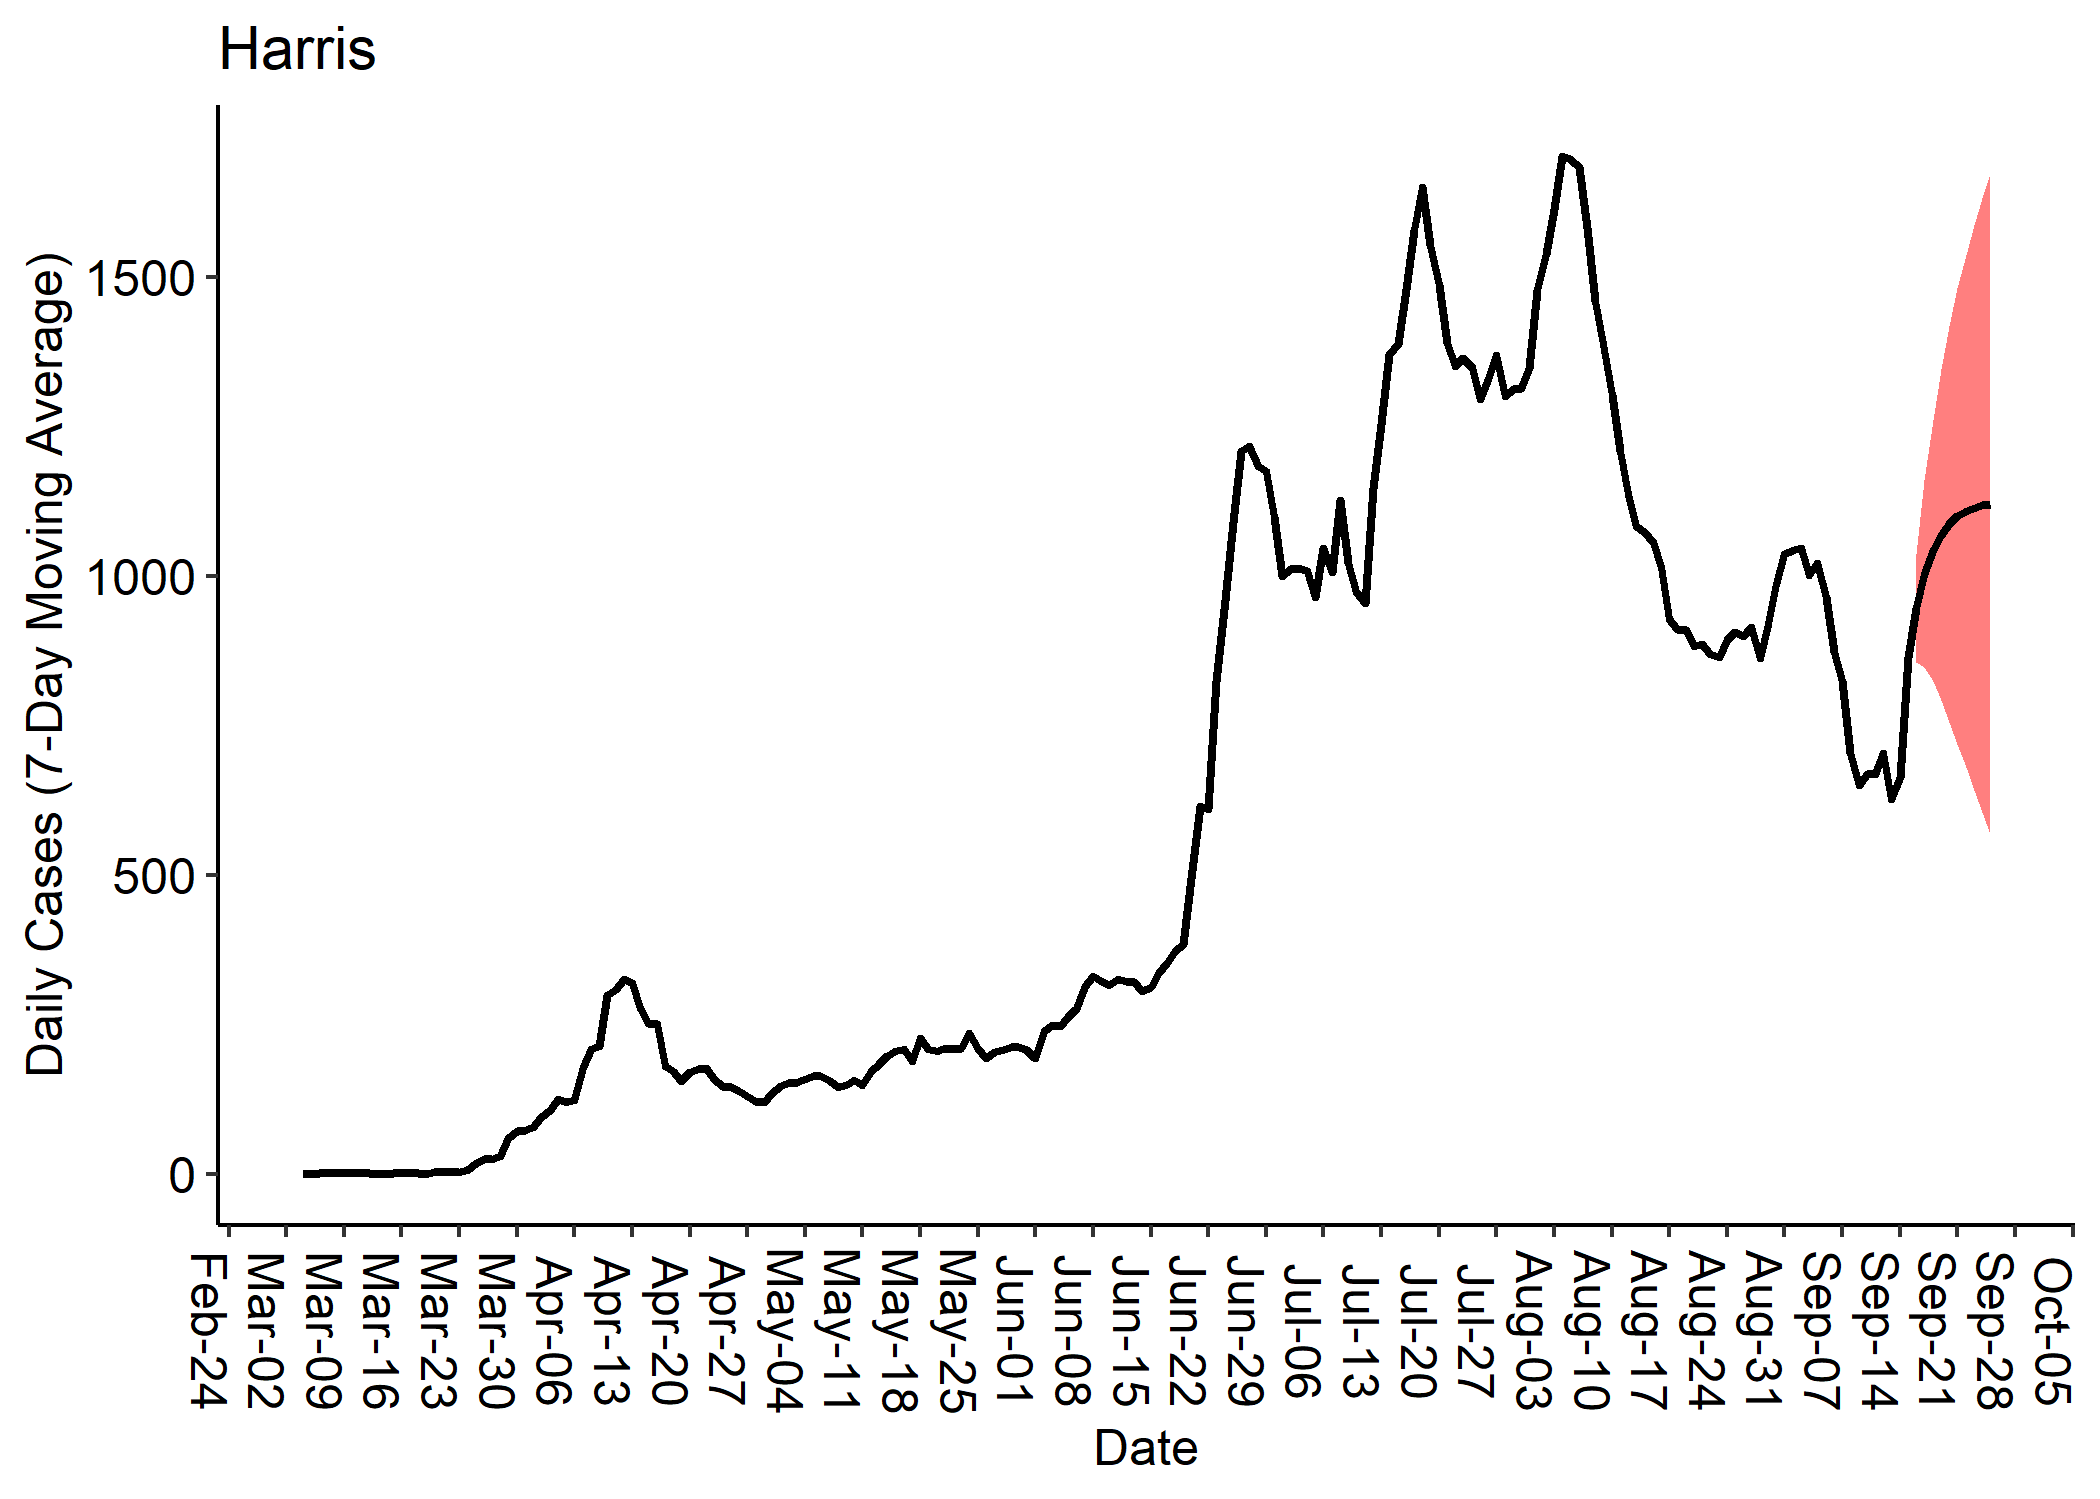 Harris
Daily Cases (7-Day Moving Average)
1500
1000
500
0
Feb-24
Mar-02
Mar-09
Mar-16
Mar-23
Mar-30
Apr-06
Apr-13
Apr-20
Apr-27
May-04
May-11
May-18
May-25
Jun-01
Jun-08
Jun-15
Jun-22
Jun-29
Jul-06
Jul-13
Jul-20
Jul-27
Aug-03
Aug-10
Aug-17
Aug-24
Aug-31
Sep-07
Sep-14
Sep-21
Sep-28
Oct-05
Date